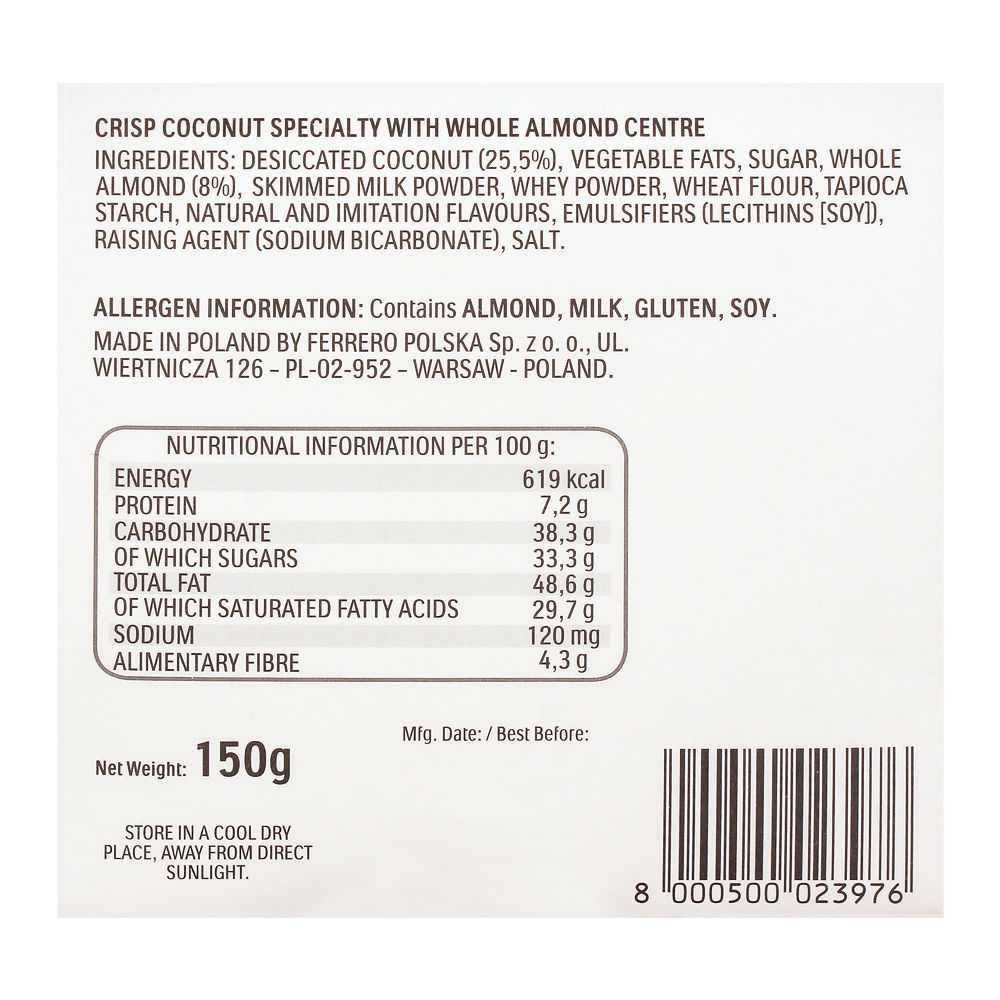 CRISP COCONUT SPECIALTY WITH WHOLE ALMOND CENTRE
INGREDIENTS: DESICCATED COCONUT (25,5%), VEGETABLE FATS, SUGAR, WHOLE
ALMOND (8%), SKIMMED MILK POWDER, WHEY POWDER, WHEAT FLOUR, TAPIOCA
STARCH, NATURAL AND IMITATION FLAVOURS, EMULSIFIERS (LECITHINS [SOY]),
RAISING AGENT (SODIUM BICARBONATE), SALT.
ALLERGEN INFORMATION: Contains ALMOND, MILK, GLUTEN, SOY.
MADE IN POLAND BY FERRERO POLSKA Sp. z o. o., UL.
WIERTNICZA 126 – PL-02-952 – WARSAW - POLAND.
NUTRITIONAL INFORMATION PER 100 g:
ENERGY 619 kcal
PROTEIN 7,2 g
CARBOHYDRATE 38,3 g
OF WHICH SUGARS 33,3 g
TOTAL FAT 48,6 g
OF WHICH SATURATED FATTY ACIDS 29,7 g
SODIUM 120 mg
ALIMENTARY FIBRE 4,3 g
Mfg. Date: / Best Before:
Net Weight: 150g
STORE IN A COOL DRY
PLACE, AWAY FROM DIRECT
SUNLIGHT.
8 000500 023976